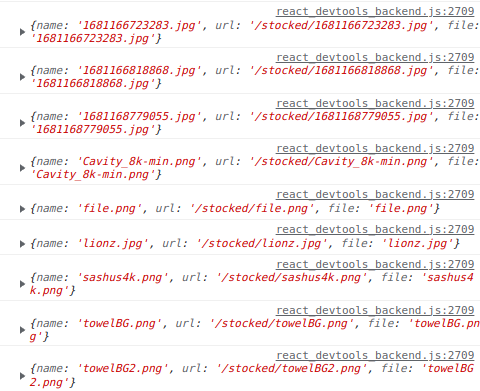 react_devtools_backend.js:2709
{name: '1681166723283.jpg', url: '/stocked/1681166723283.jpg', file:
'1681166723283.jpg'}
react_devtools_backend.js:2709
{name: '1681166818868.jpg', url: '/stocked/1681166818868.jpg', file:
'1681166818868.jpg'}
react_devtools_backend.js:2709
{name: '1681168779055.jpg', url: '/stocked/1681168779055.jpg', file:
'1681168779055.jpg'}
react_devtools_backend.js:2709
{name: 'Cavity_8k-min.png', url: '/stocked/Cavity_8k-min.png', file:
'Cavity_8k-min.png'}
react_devtools_backend.js:2709
{name: 'file.png', url: '/stocked/file.png', file: 'file.png'}
react_devtools_backend.js:2709
{name: 'lionz.jpg', url: '/stocked/lionz.jpg', file: 'lionz.jpg'}
react_devtools_backend.js:2709
{name: 'sashus4k.png', url: '/stocked/sashus4k.png', file: 'sashus4
k.png'}
react_devtools_backend.js:2709
{name: 'towelBG.png', url: '/stocked/towelBG.png', file: 'towelBG.pn
g'}
react_devtools_backend.js:2709
{name: 'towelBG2.png', url: '/stocked/towelBG2.png', file: 'towelBG
2.png'}